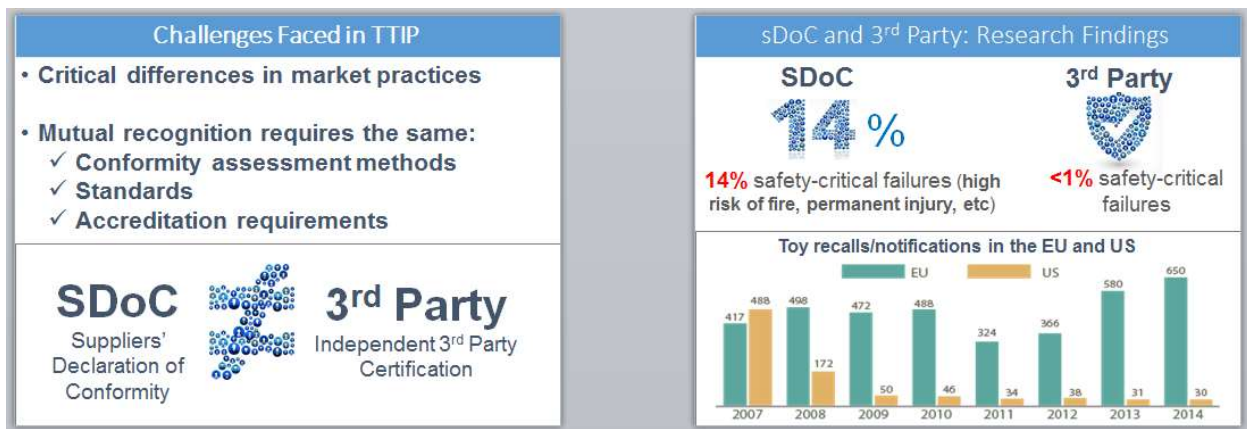 Challenges Faced in TTIP
• Critical differences in market practices
• Mutual recognition requires the same:
✓ Conformity assessment methods
✓ Standards
✓ Accreditation requirements
SDoC
Suppliers'
Declaration of
Conformity
≠
3rd Party
Independent 3rd Party
Certification
sDoC and 3rd Party: Research Findings
SDoC
14%
14% safety-critical failures (high
risk of fire, permanent injury, etc)
3rd Party
<1% safety-critical
failures
Toy recalls/notifications in the EU and US
EU US
417 488 498 172 472 50 488 46 324 34 366 38 580 31 650 30
2007 2008 2009 2010 2011 2012 2013 2014